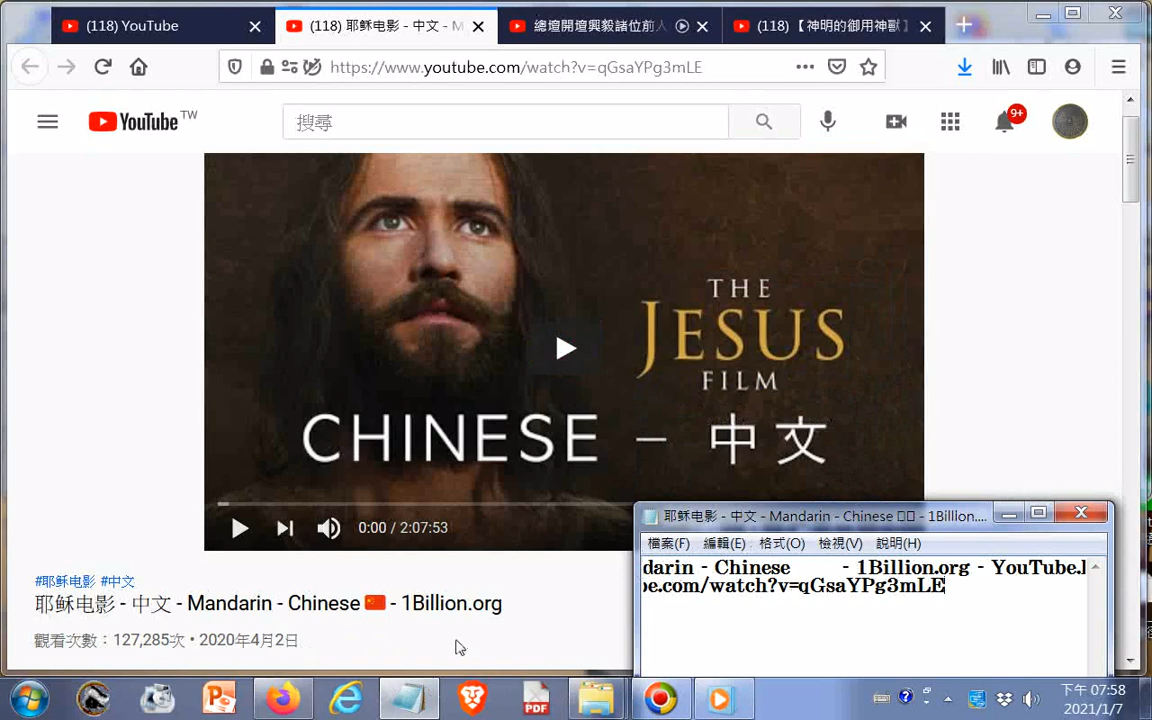 (118) YouTube
(118) 耶稣电影 - 中文 - M
總壇開壇興毅諸位前人
(118)【神明的御用神獸】
https://www.youtube.com/watch?v=qGsaYPg3mLE
YouTube TW
搜尋
9+
THE
JESUS
FILM
CHINESE – 中文
0:00 / 2:07:53
#耶稣电影 #中文
耶稣电影 - 中文 - Mandarin - Chinese 🇨🇳 - 1Billion.org
觀看次數：127,285次 • 2020年4月2日
耶稣电影 - 中文 - Mandarin - Chinese □□ - 1Billion....
檔案(F) 編輯(E) 格式(O) 檢視(V) 說明(H)
darin - Chinese - 1Billion.org - YouTube.
be.com/watch?v=qGsaYPg3mLE
PDF
下午 07:58
2021/1/7